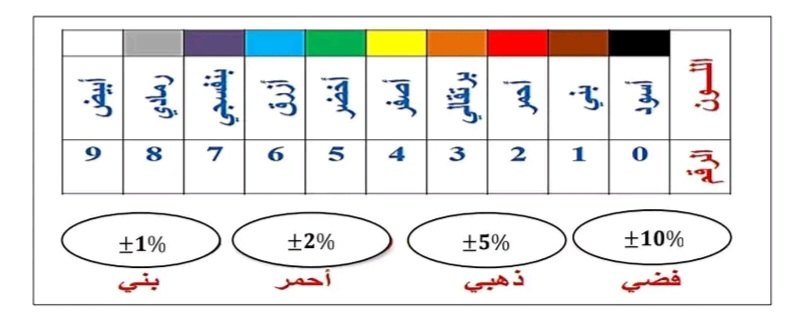 اللون أسود بني أحمر برتقالي أصفر أخضر أزرق بنفسجي رمادي أبيض
الرقم 0 1 2 3 4 5 6 7 8 9
±10% ±5% ±2% ±1%
فضي ذهبي أحمر بني